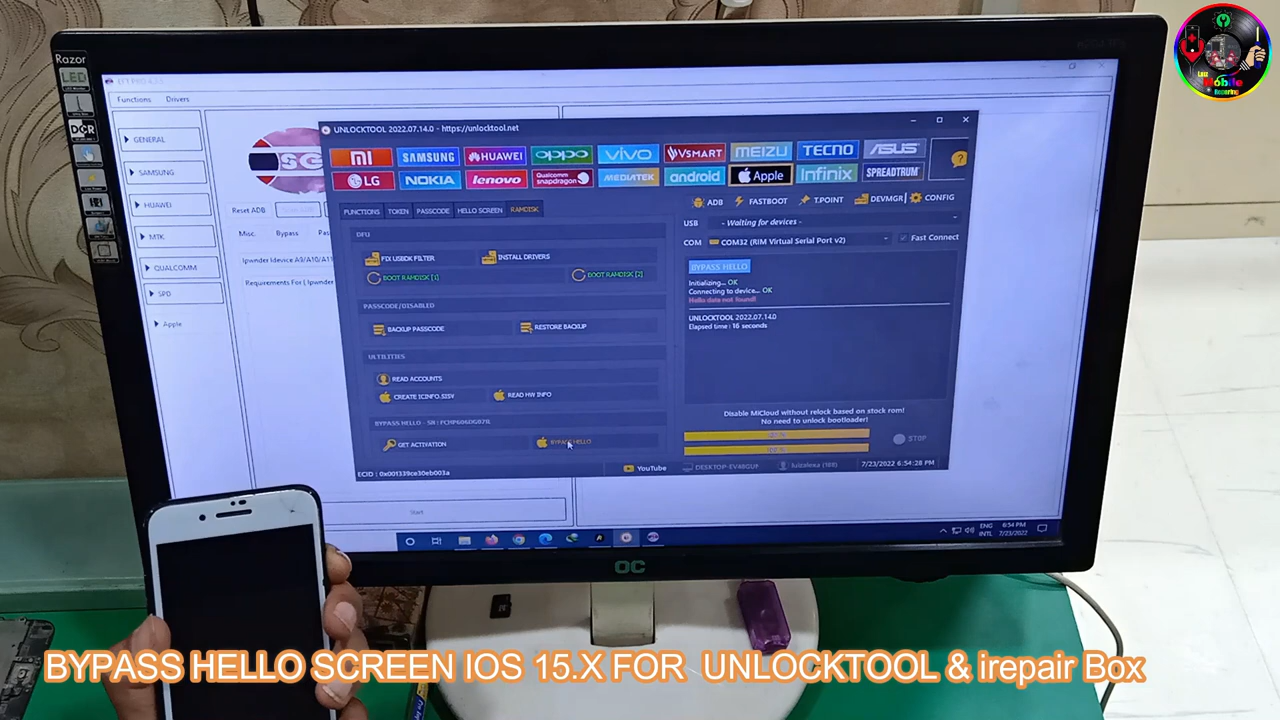 Razor
LED
DCR
Functions Drivers
GENERAL
SAMSUNG
HUAWEI
MTK
QUALCOMM
SPD
Apple
Reset ADB
Misc. Bypass
Start
UNLOCKTOOL 2022.07.14.0 - https://unlocktool.net
MI SAMSUNG HUAWEI oppo vivo VSMART MEIZU TECNO ASUS
LG NOKIA lenovo Qualcomm snapdragon MEDIATEK android Apple Infinix SPREADTRUM
ADB FASTBOOT T.POINT DEVMGR CONFIG
FUNCTIONS TOKEN PASSCODE HELLO SCREEN RAMDISK
USB - Waiting for devices -
COM COM32 (RIM Virtual Serial Port v2) Fast Connect
DFU
FIX USBDK FILTER INSTALL DRIVERS
BOOT RAMDISK [1] BOOT RAMDISK [2]
PASSCODE/DISABLED
BACKUP PASSCODE RESTORE BACKUP
ULTILITIES
READ ACCOUNTS
CREATE ICINFO.SISV READ HW INFO
GET ACTIVATION BYPASS HELLO
ECID : 0x001339ce30eb003a
BYPASS HELLO
Initializing... OK
Connecting to device... OK
Hello data not found!
UNLOCKTOOL 2022.07.14.0
Elapsed time : 16 seconds
Disable MiCloud without relock based on stock rom!
No need to unlock bootloader!
STOP
YouTube 7/23/2022 6:54:28 PM
ENG
INTL
6:54 PM
7/23/2022
OC
Mobile
Repairing
BYPASS HELLO SCREEN IOS 15.X FOR UNLOCKTOOL & irepair Box